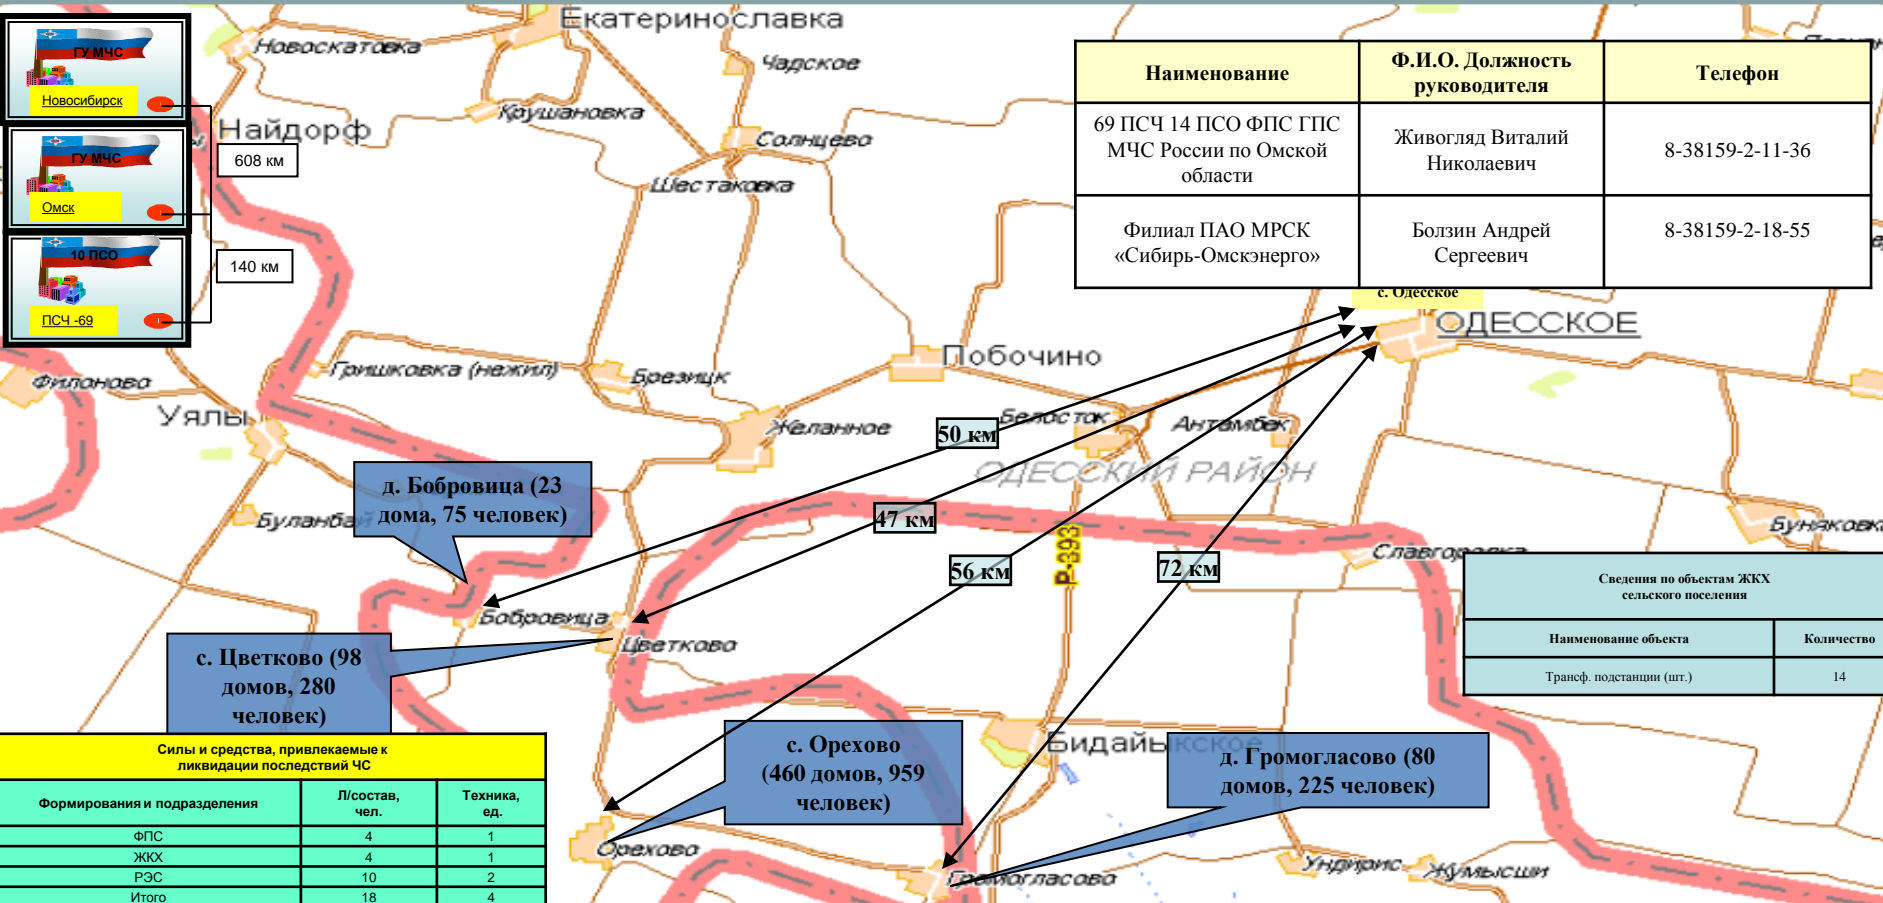 Екатеринославка
ГУ МЧС
Новосибирск
Новоскатовка
Чадское
Крушановка
Найдорф
Солнцево
608 км
Шестаковка
ГУ МЧС
Омск
10 ПСО
140 км
ПСЧ -69
Наименование
Ф.И.О. Должность
руководителя
Телефон
69 ПСЧ 14 ПСО ФПС ГПС
МЧС России по Омской
области
Живогляд Виталий
Николаевич
8-38159-2-11-36
Филиал ПАО МРСК
«Сибирь-Омскэнерго»
Болзин Андрей
Сергеевич
8-38159-2-18-55
с. Одесское
ОДЕССКОЕ
Побочино
Гришковка (нежил)
Брезицк
Филоново
Уялы
Желанное
Белосток
Антамбек
50 км
ОДЕССКИЙ РАЙОН
д. Бобровица (23
дома, 75 человек)
Буланбай
47 км
Буняковка
Р-393
Славгородка
56 км
72 км
Сведения по объектам ЖКХ
сельского поселения
Наименование объекта
Количество
Трансф. подстанции (шт.)
14
Бобровица
Цветково
с. Цветково (98
домов, 280
человек)
с. Орехово
(460 домов, 959
человек)
Бидайыкское
д. Громогласово (80
домов, 225 человек)
Силы и средства, привлекаемые к
ликвидации последствий ЧС
Формирования и подразделения
Л/состав,
чел.
Техника,
ед.
ФПС 4 1
ЖКХ 4 1
РЭС 10 2
Итого 18 4
Орехово
Громогласово
Ундирис
Жумысши